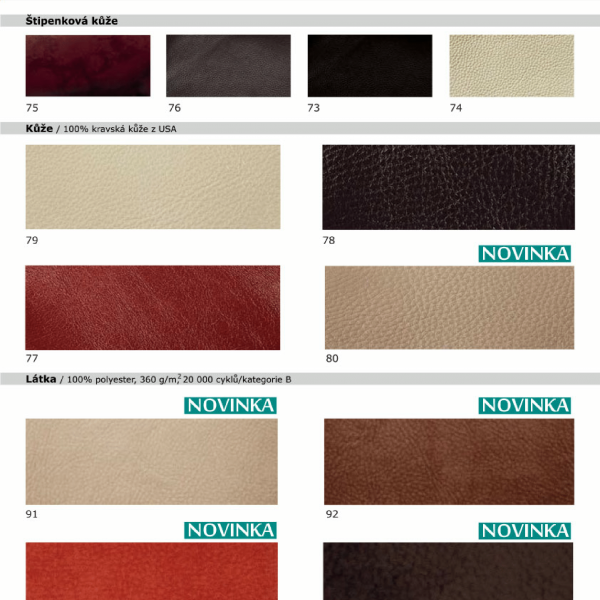 Štipenková kůže
75 76 73 74
Kůže / 100% kravská kůže z USA
79 78
NOVINKA
77 80
Látka / 100% polyester, 360 g/m², 20 000 cyklů/kategorie B
NOVINKA NOVINKA
91 92
NOVINKA NOVINKA